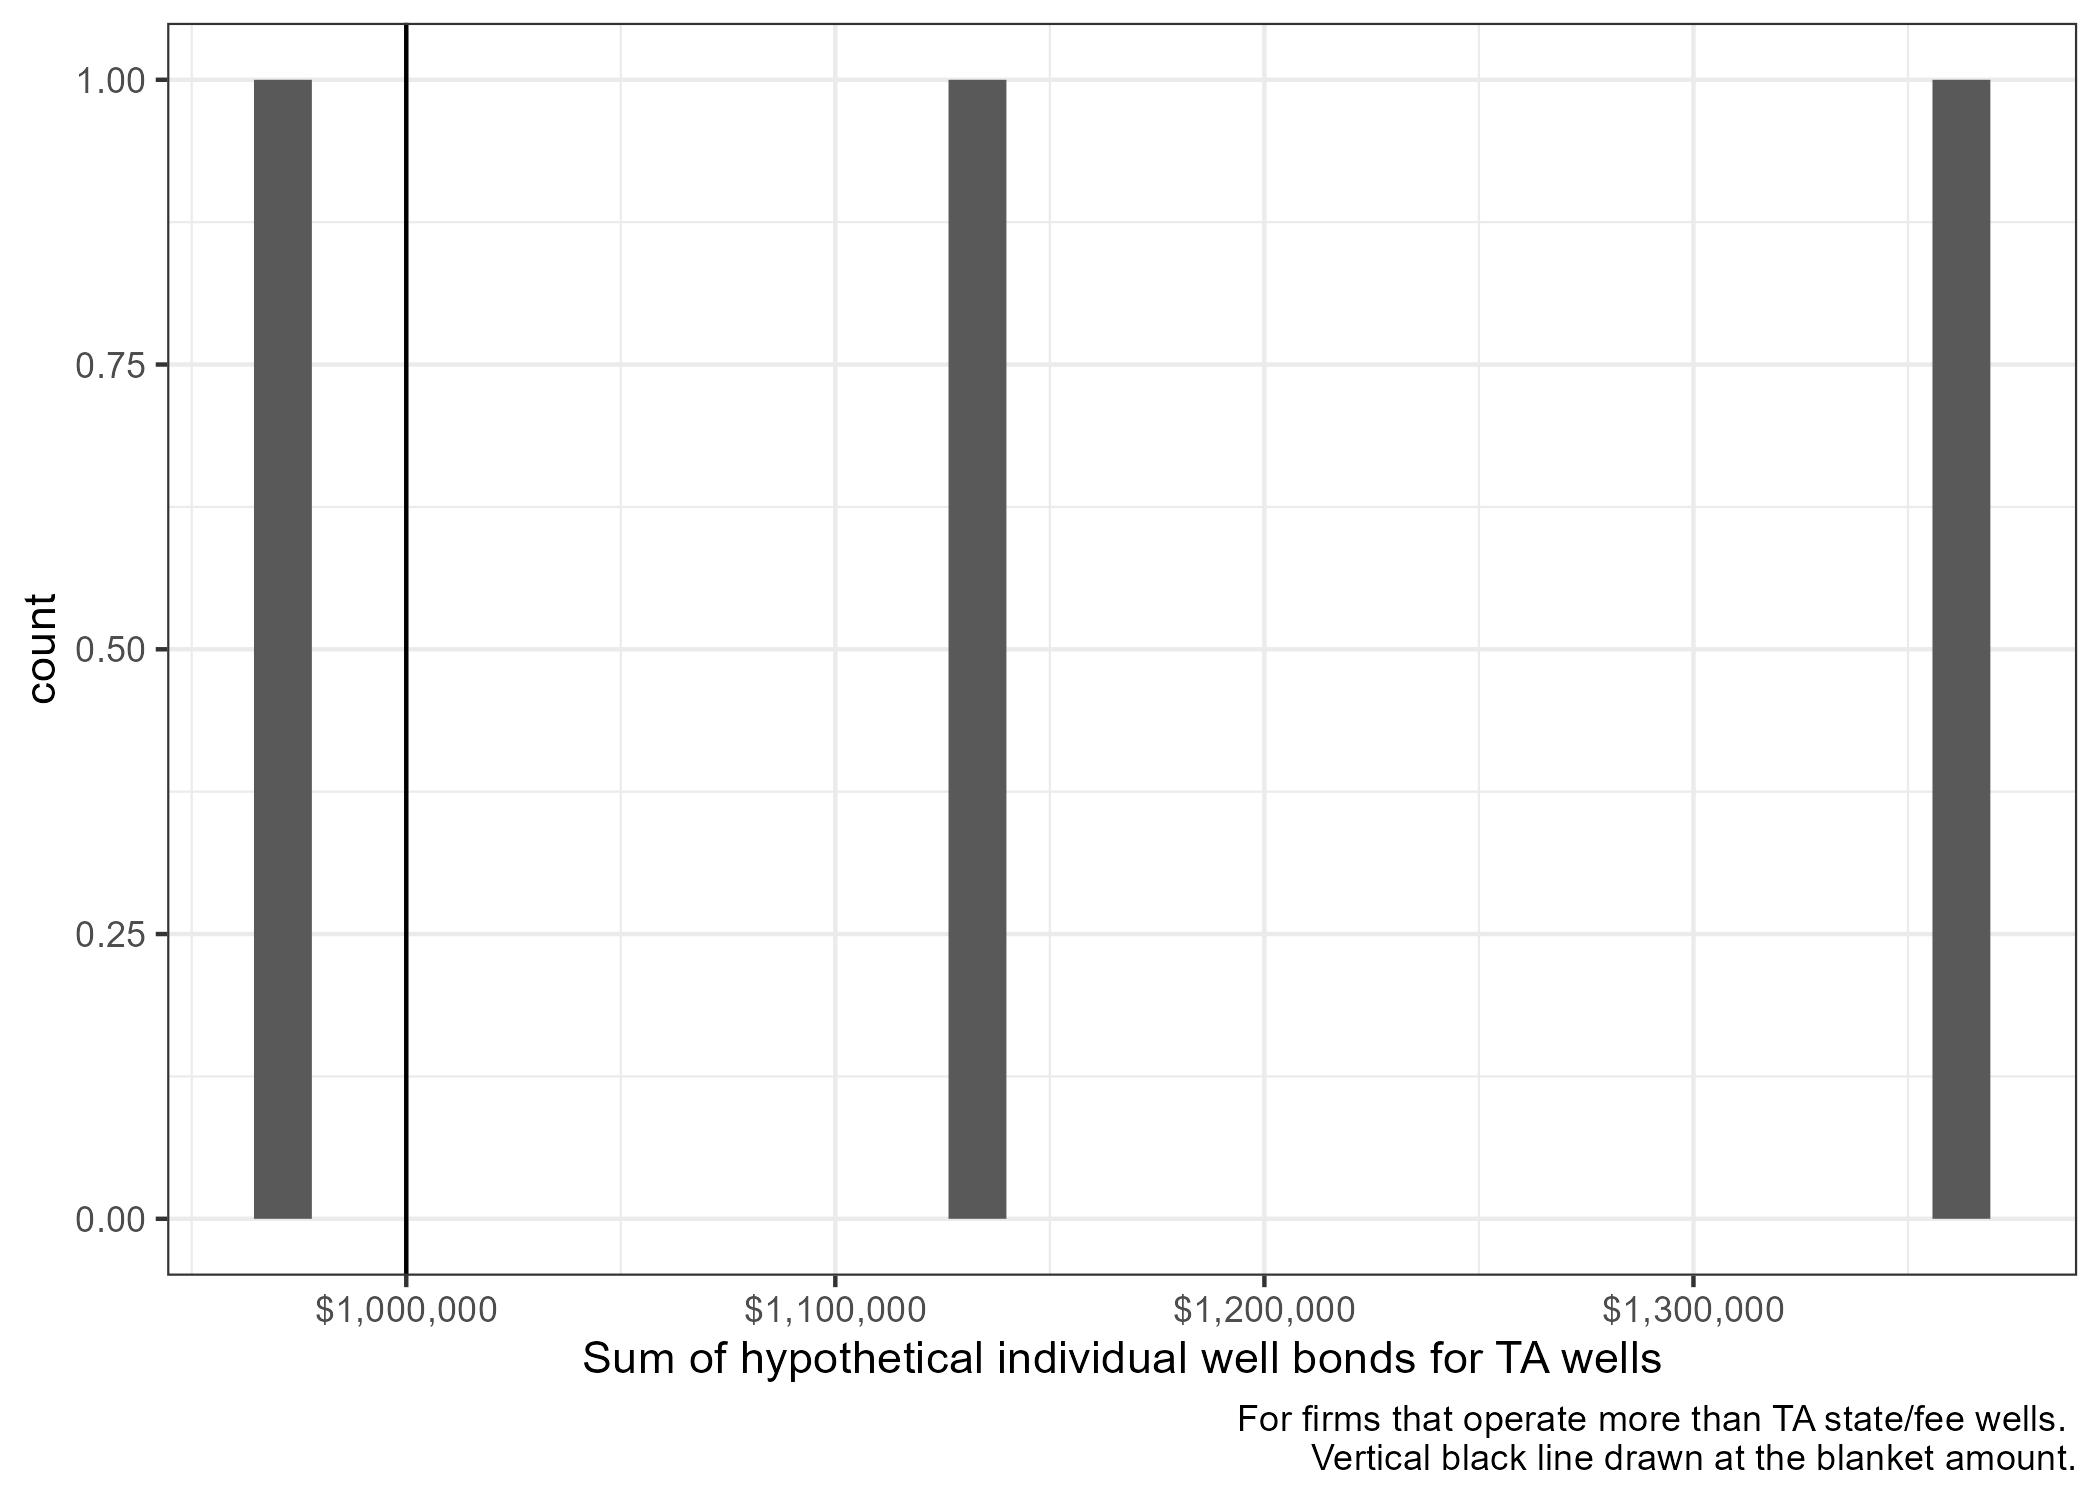 1.00
0.75
0.50
0.25
0.00
count
$1,000,000 $1,100,000 $1,200,000 $1,300,000
Sum of hypothetical individual well bonds for TA wells
For firms that operate more than TA state/fee wells.
Vertical black line drawn at the blanket amount.